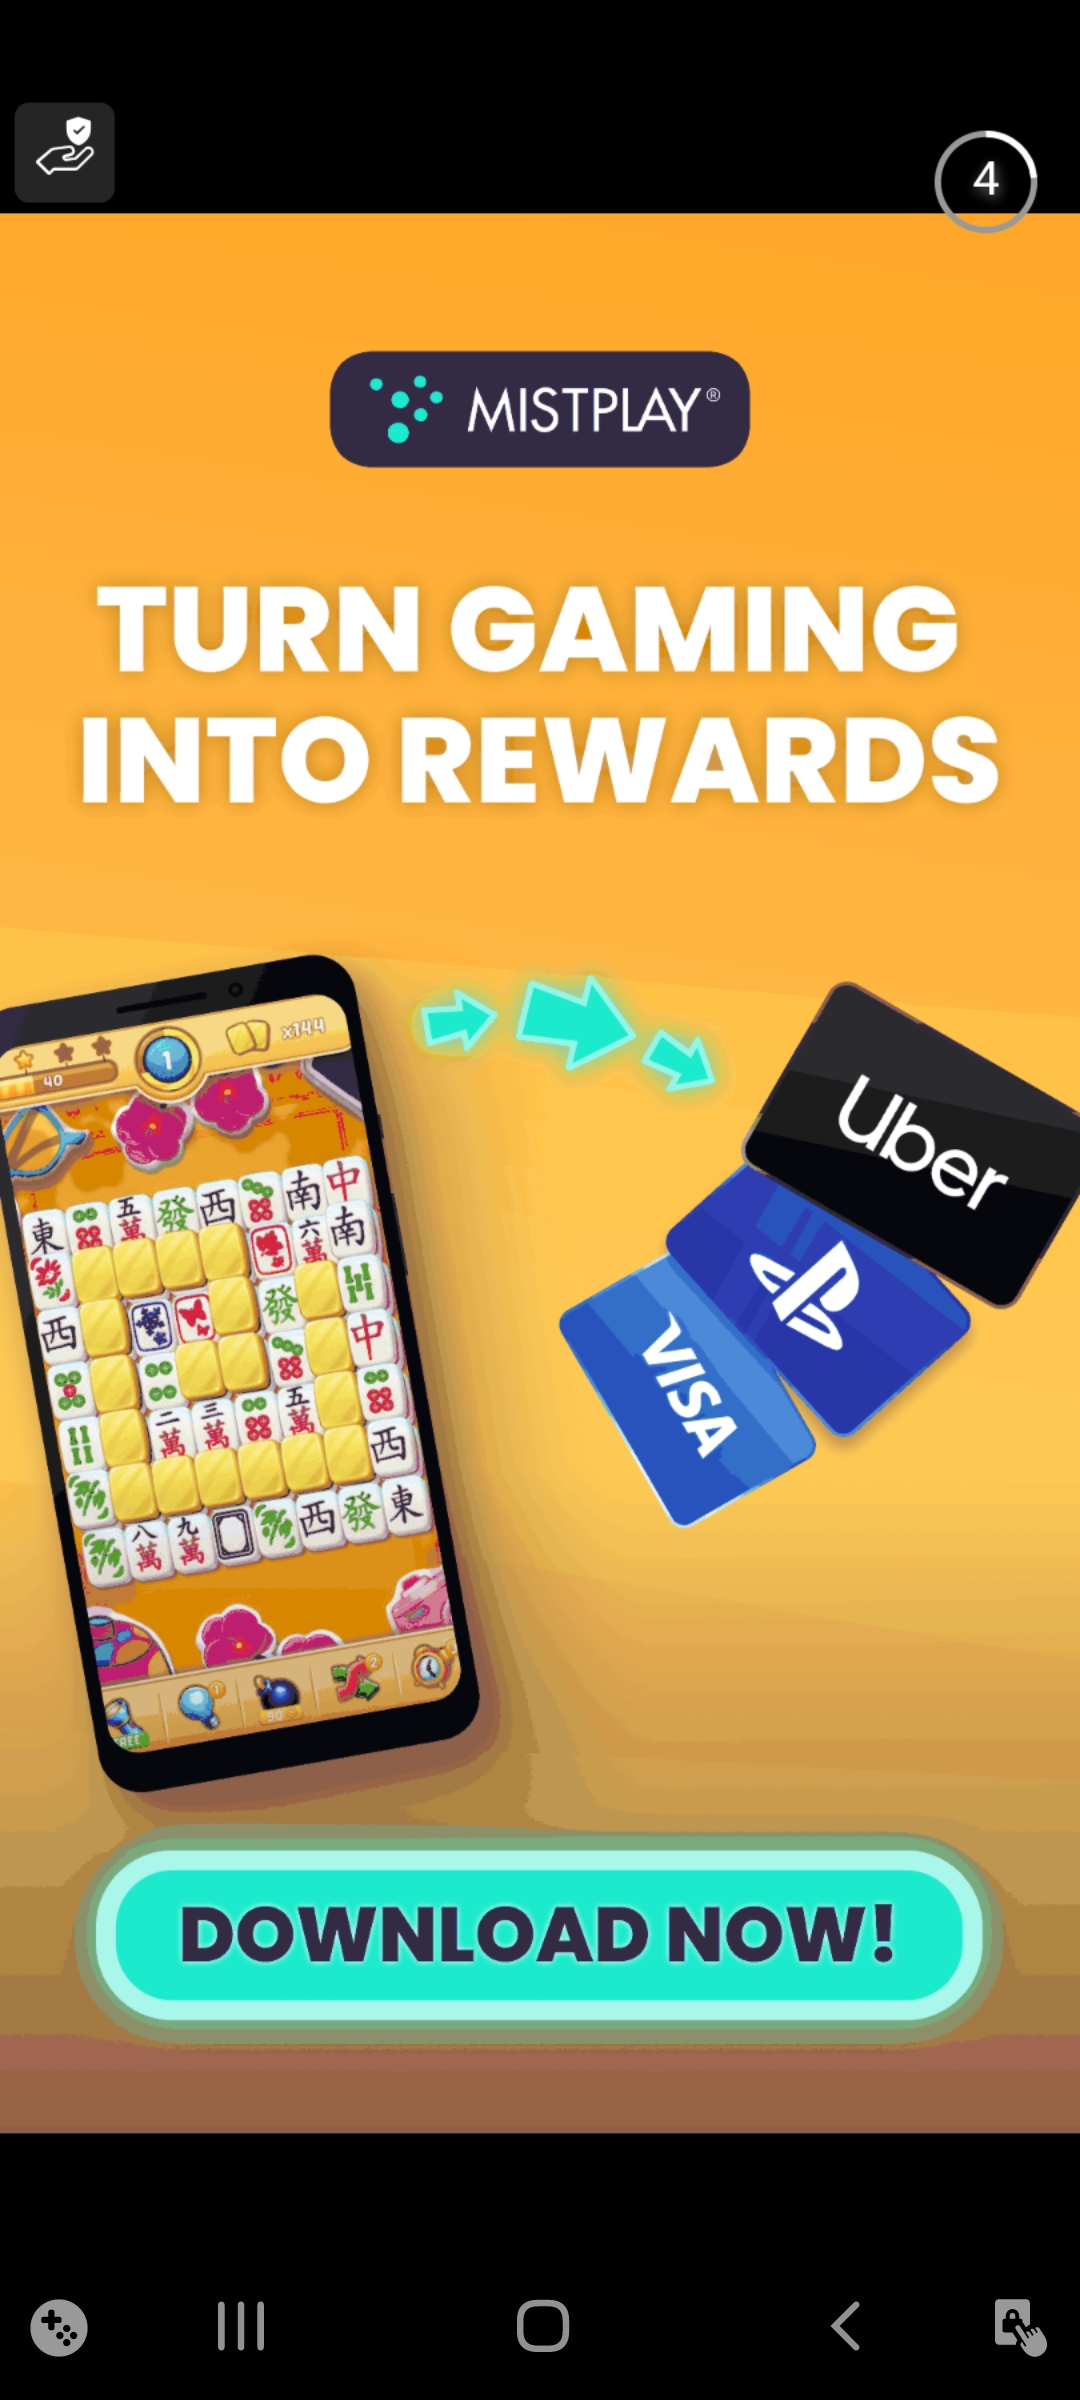 4
MISTPLAY®
TURN GAMING
INTO REWARDS
40
1
x144
Uber
VISA
東 五萬 發 西 南 中
六萬 南
西 發
中
二萬 三萬 五萬
西
八萬 九萬 西 發 東
1
90
2
FREE
DOWNLOAD NOW!